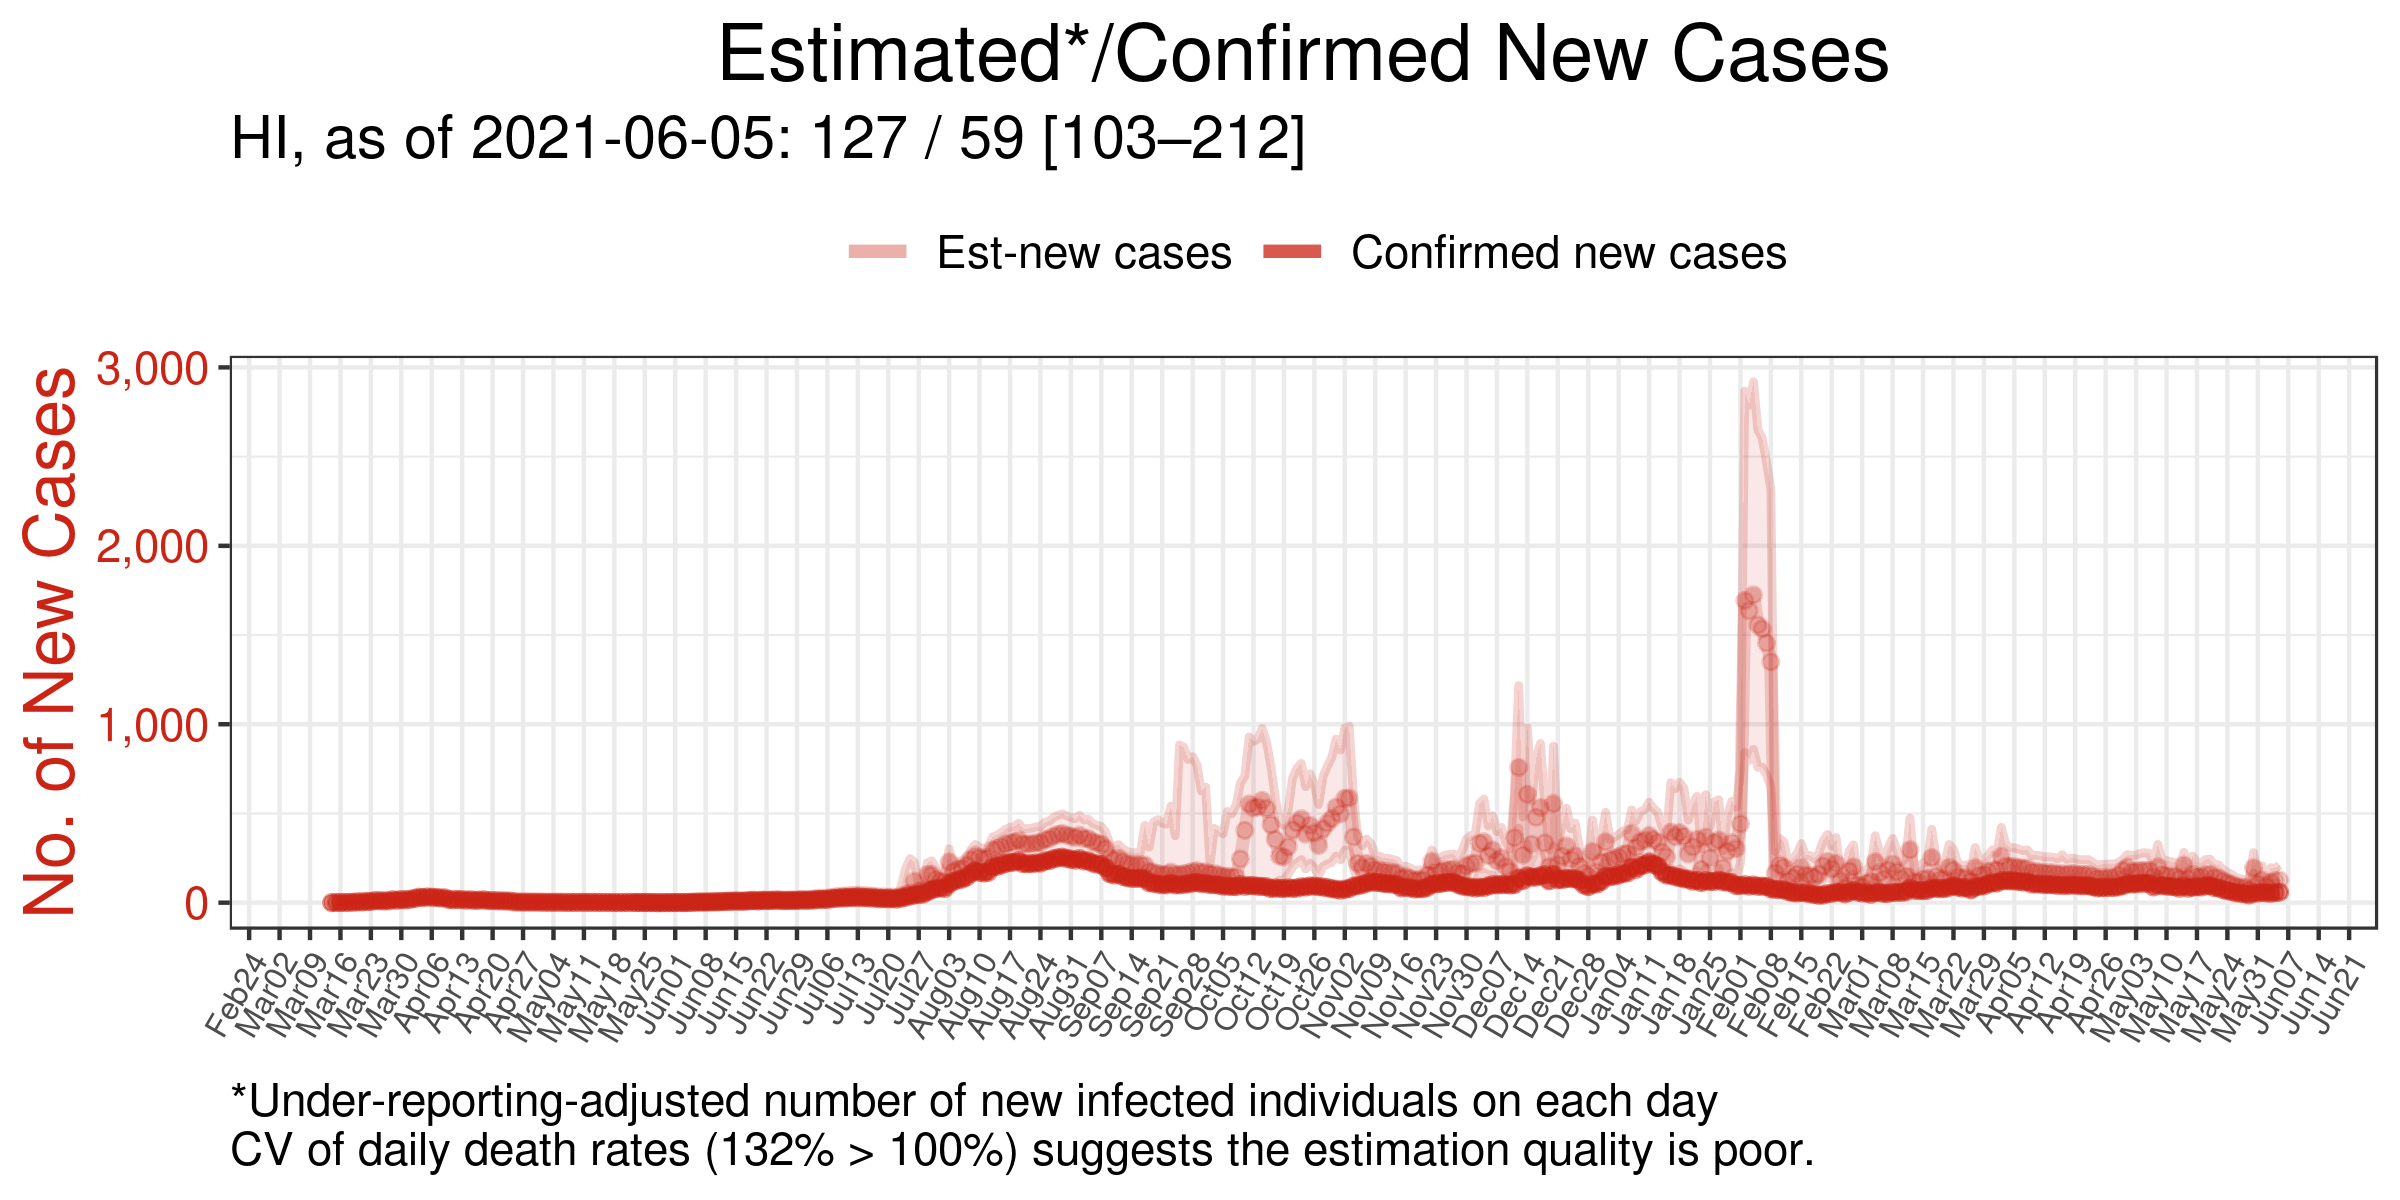 Estimated*/Confirmed New Cases
HI, as of 2021-06-05: 127 / 59 [103–212]
Est-new cases Confirmed new cases
No. of New Cases
3,000
2,000
1,000
0
Feb24 Mar02 Mar09 Mar16 Mar23 Mar30 Apr06 Apr13 Apr20 Apr27 May04 May11 May18 May25 Jun01 Jun08 Jun15 Jun22 Jun29 Jul06 Jul13 Jul20 Jul27 Aug03 Aug10 Aug17 Aug24 Aug31 Sep07 Sep14 Sep21 Sep28 Oct05 Oct12 Oct19 Oct26 Nov02 Nov09 Nov16 Nov23 Nov30 Dec07 Dec14 Dec21 Dec28 Jan04 Jan11 Jan18 Jan25 Feb01 Feb08 Feb15 Feb22 Mar01 Mar08 Mar15 Mar22 Mar29 Apr05 Apr12 Apr19 Apr26 May03 May10 May17 May24 May31 Jun07 Jun14 Jun21
*Under-reporting-adjusted number of new infected individuals on each day
CV of daily death rates (132% > 100%) suggests the estimation quality is poor.